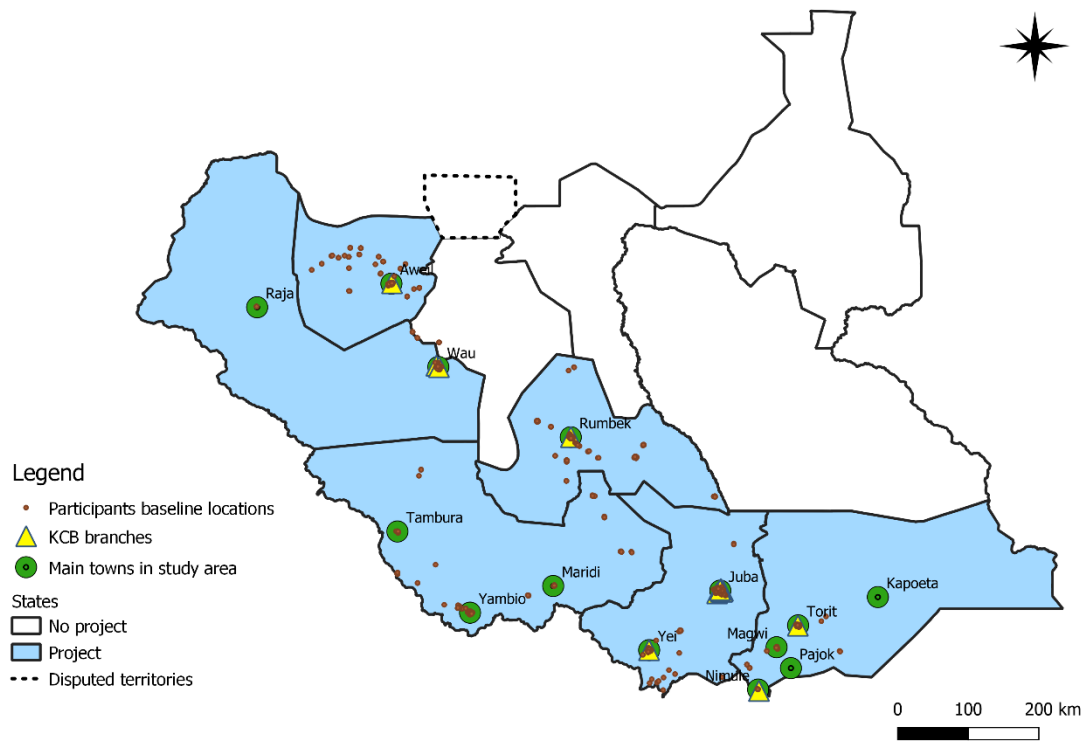 Aweil
Raja
Wau
Rumbek
Legend
Participants baseline locations
KCB branches
Main towns in study area
States
No project
Project
Disputed territories
Tambura
Maridi
Yambio
Juba
Kapoeta
Torit
Yei
Magwi
Pajok
Nimule
0 100 200 km